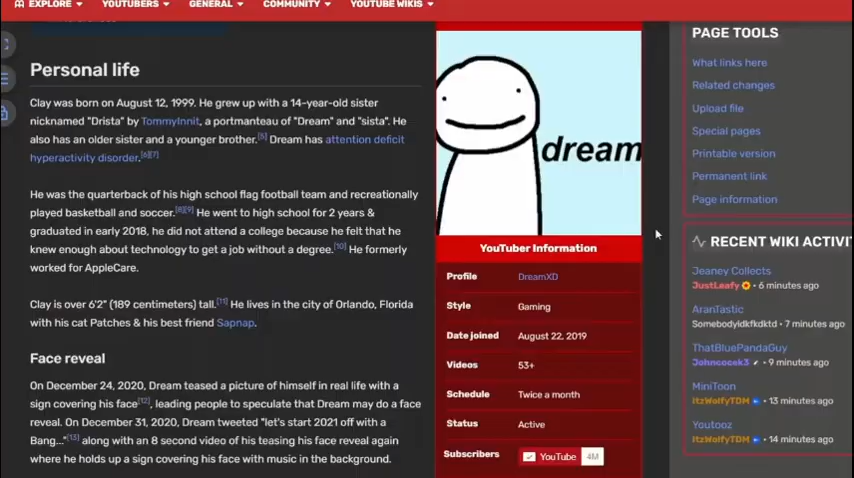 EXPLORE YOUTUBERS GENERAL COMMUNITY YOUTUBE WIKIS
Personal life
Clay was born on August 12, 1999. He grew up with a 14-year-old sister
nicknamed "Drista" by TommyInnit, a portmanteau of "Dream" and "sista". He
also has an older sister and a younger brother.[5] Dream has attention deficit
hyperactivity disorder.[6][7]
He was the quarterback of his high school flag football team and recreationally
played basketball and soccer.[8][9] He went to high school for 2 years &
graduated in early 2018, he did not attend a college because he felt that he
knew enough about technology to get a job without a degree.[10] He formerly
worked for AppleCare.
Clay is over 6'2" (189 centimeters) tall.[11] He lives in the city of Orlando, Florida
with his cat Patches & his best friend Sapnap.
Face reveal
On December 24, 2020, Dream teased a picture of himself in real life with a
sign covering his face[12], leading people to speculate that Dream may do a face
reveal. On December 31, 2020, Dream tweeted "let's start 2021 off with a
Bang..."[13] along with an 8 second video of his teasing his face reveal again
where he holds up a sign covering his face with music in the background.
dream
YouTuber Information
Profile DreamXD
Style Gaming
Date joined August 22, 2019
Videos 53+
Schedule Twice a month
Status Active
Subscribers YouTube 4M
PAGE TOOLS
What links here
Related changes
Upload file
Special pages
Printable version
Permanent link
Page information
RECENT WIKI ACTIVIT
Jeaney Collects
JustLeafy • 6 minutes ago
AranTastic
Somebodyldkfkdktd • 7 minutes ago
ThatBluePandaGuy
Johncocek3 • 9 minutes ago
MiniToon
ItzWolfyTDM • 13 minutes ago
Youtooz
ItzWolfyTDM • 14 minutes ago